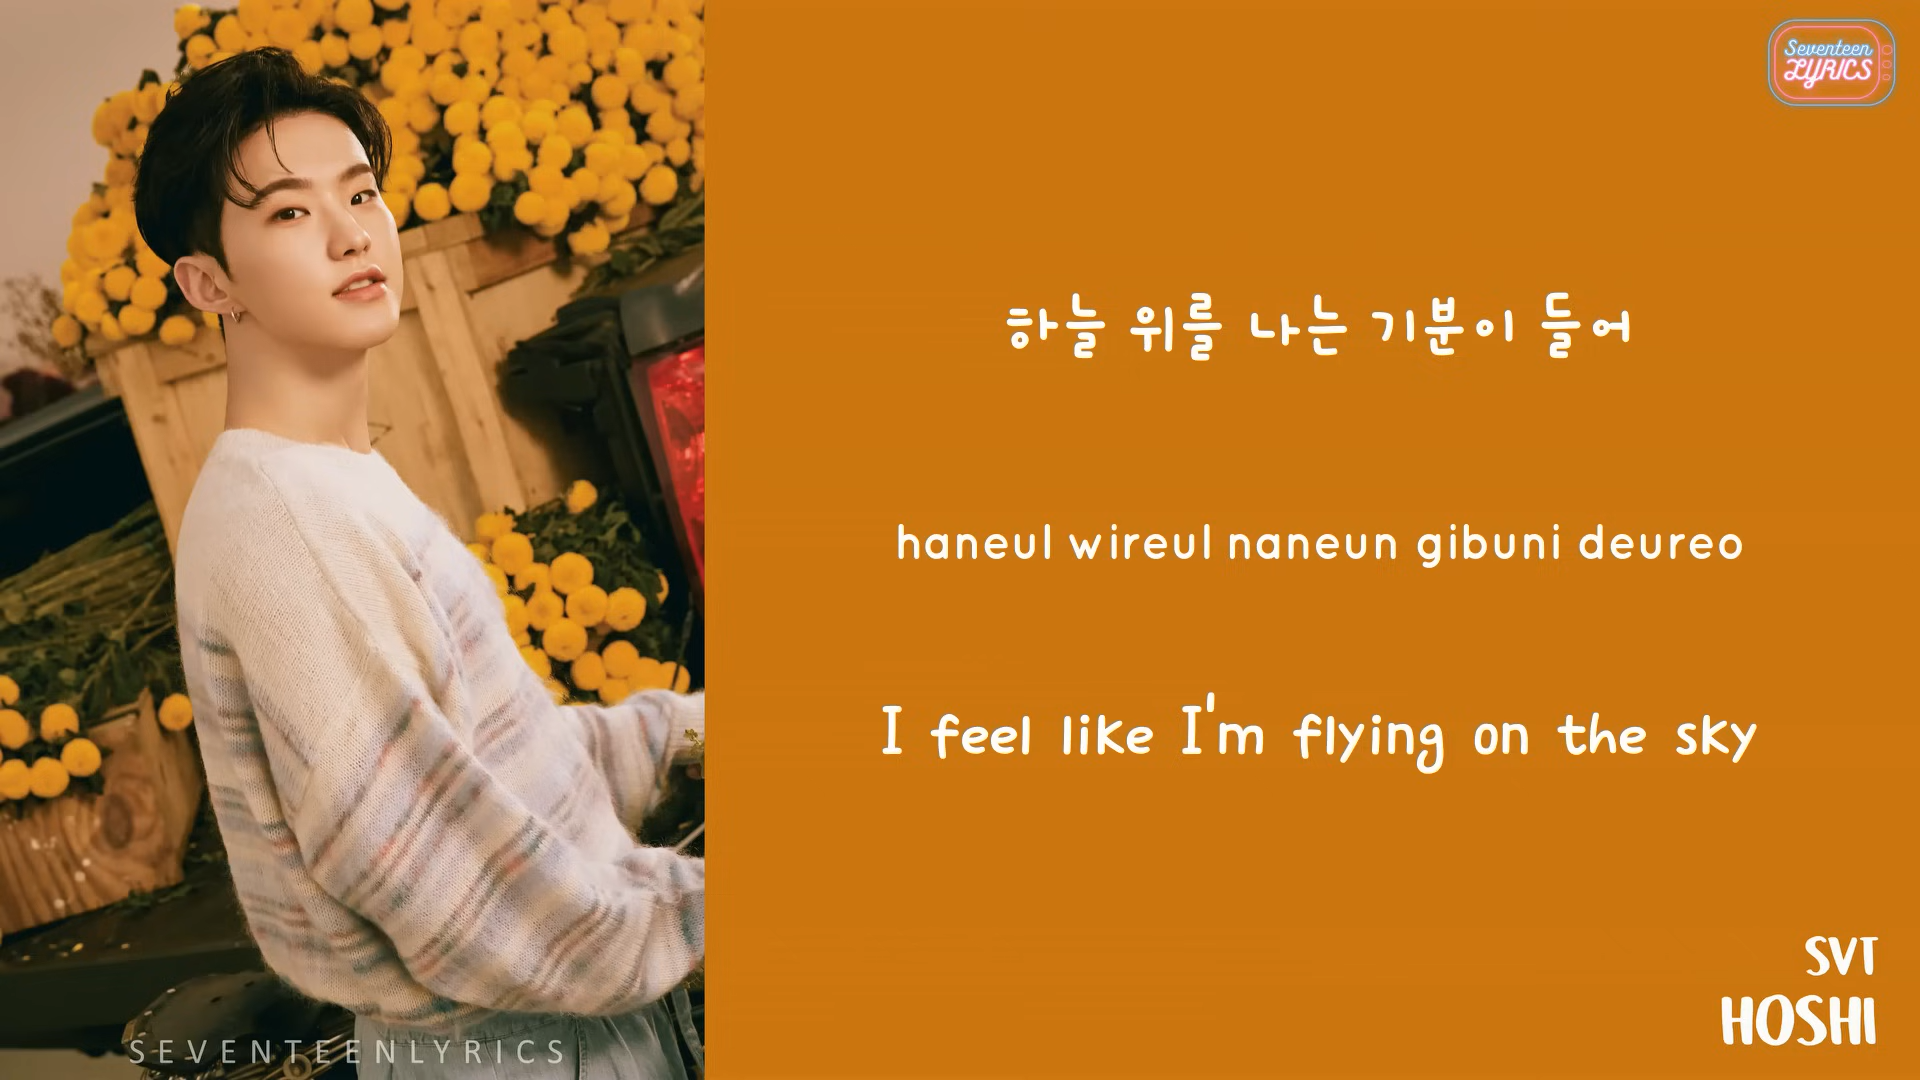 Seventeen
LYRICS
하늘 위를 나는 기분이 들어
haneul wireul naneun gibuni deureo
I feel like I'm flying on the sky
SVT
HOSHI
SEVENTEENLYRICS